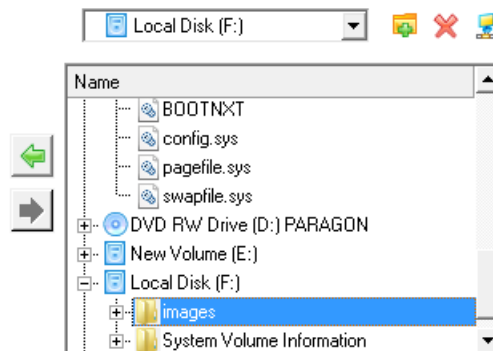 Local Disk (F:)
Name
BOOTNXT
config.sys
pagefile.sys
swapfile.sys
DVD RW Drive (D:) PARAGON
New Volume (E:)
Local Disk (F:)
images
System Volume Information